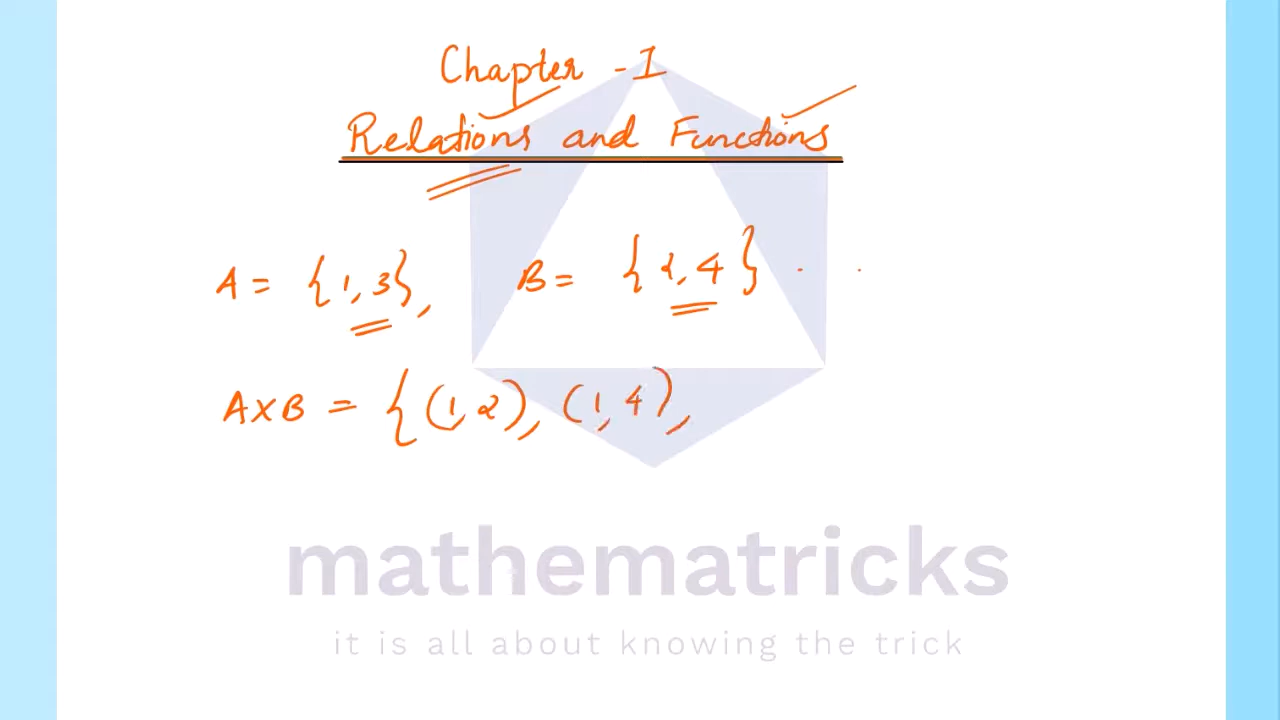 Chapter - I
Relations and Functions
A = {1, 3}, B = {2, 4} . .
A X B = {(1, 2), (1, 4),
mathematricks
it is all about knowing the trick